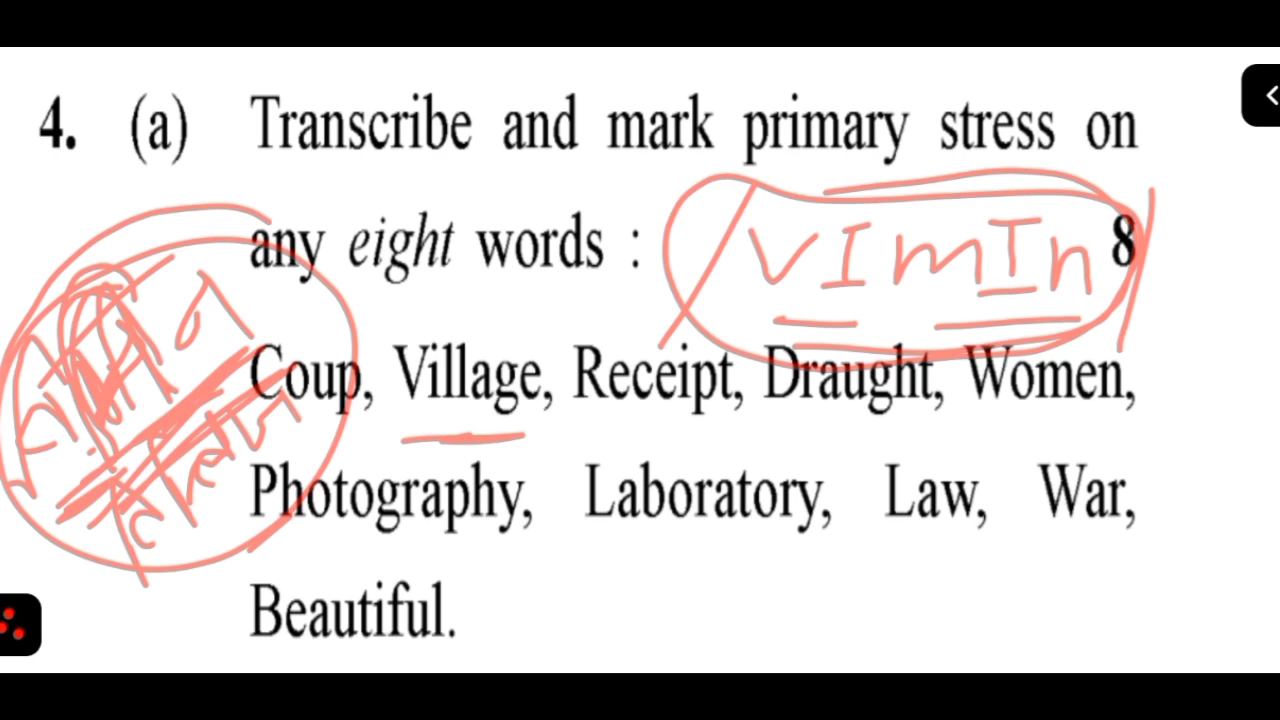 4. (a) Transcribe and mark primary stress on
any eight words : 8
/ VIMIn /
Coup, Village, Receipt, Draught, Women,
Photography, Laboratory, Law, War,
Beautiful.